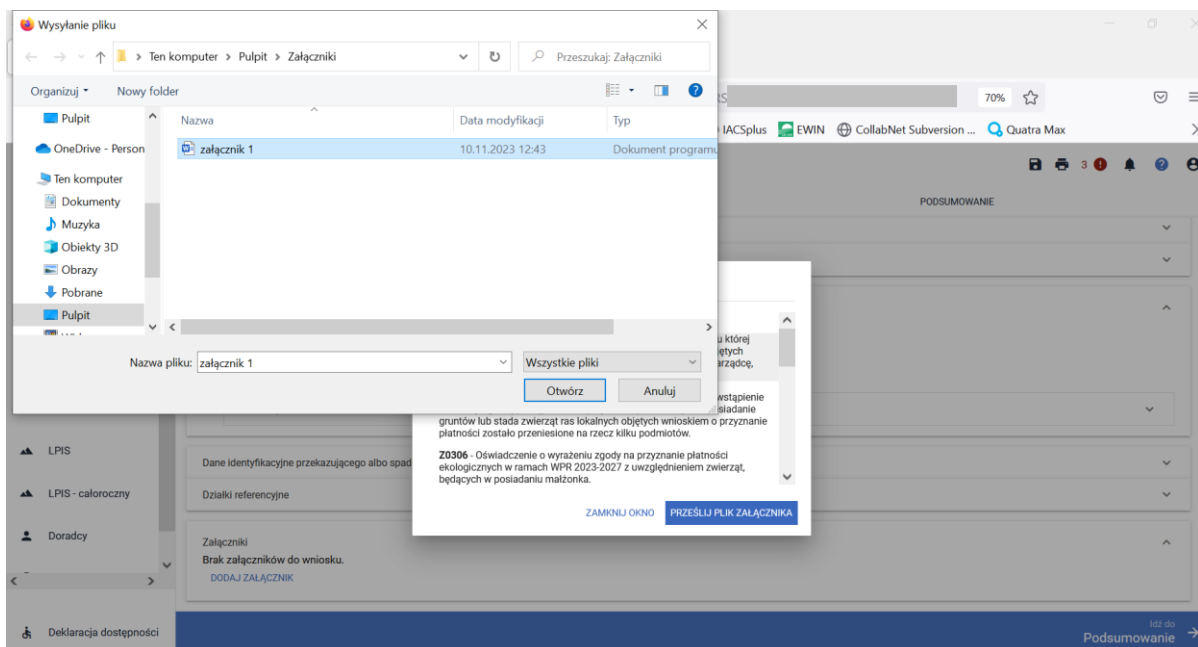 Wysyłanie pliku
Ten komputer > Pulpit > Załączniki
Przeszukaj: Załączniki
Organizuj
Nowy folder
70%
Pulpit
Nazwa
Data modyfikacji
Typ
IACSplus
EWIN
CollabNet Subversion ...
Quatra Max
OneDrive - Person
załącznik 1
10.11.2023 12:43
Dokument programu
3
Ten komputer
Dokumenty
PODSUMOWANIE
Muzyka
Obiekty 3D
Obrazy
Pobrane
Pulpit
Nazwa pliku:
załącznik 1
Wszystkie pliki
Otwórz
Anuluj
u której
arządcę,
wstąpienie
siadanie
gruntów lub stada zwierząt ras lokalnych objętych wnioskiem o przyznanie
płatności zostało przeniesione na rzecz kilku podmiotów.
Z0306 - Oświadczenie o wyrażeniu zgody na przyznanie płatności
ekologicznych w ramach WPR 2023-2027 z uwzględnieniem zwierząt,
będących w posiadaniu małżonka.
ZAMKNIJ OKNO
PRZEŚLIJ PLIK ZAŁĄCZNIKA
LPIS
Dane identyfikacyjne przekazującego albo spad
LPIS - całoroczny
Działki referencyjne
Doradcy
Załączniki
Brak załączników do wniosku.
DODAJ ZAŁĄCZNIK
Deklaracja dostępności
Idź do
Podsumowanie